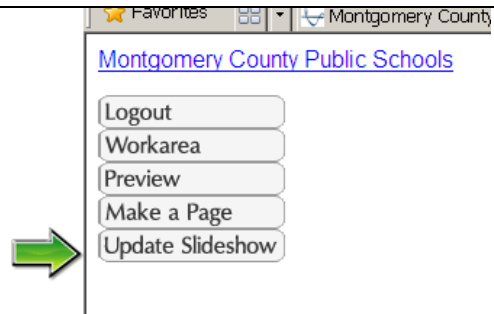 Favorites Montgomery County
Montgomery County Public Schools
Logout
Workarea
Preview
Make a Page
Update Slideshow